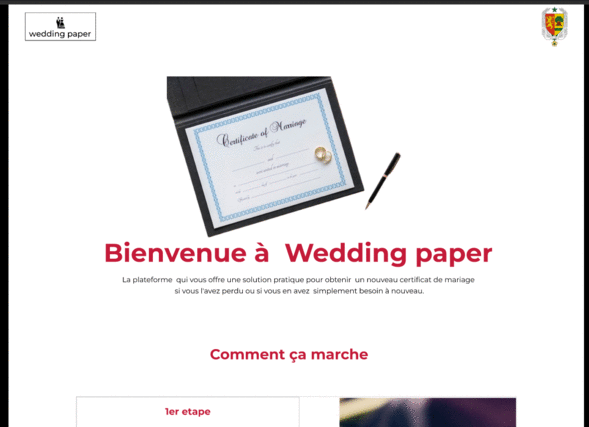 wedding paper
Certificate of Marriage
Bienvenue à Wedding paper
La plateforme qui vous offre une solution pratique pour obtenir un nouveau certificat de mariage
si vous l'avez perdu ou si vous en avez simplement besoin à nouveau.
Comment ça marche
1er etape